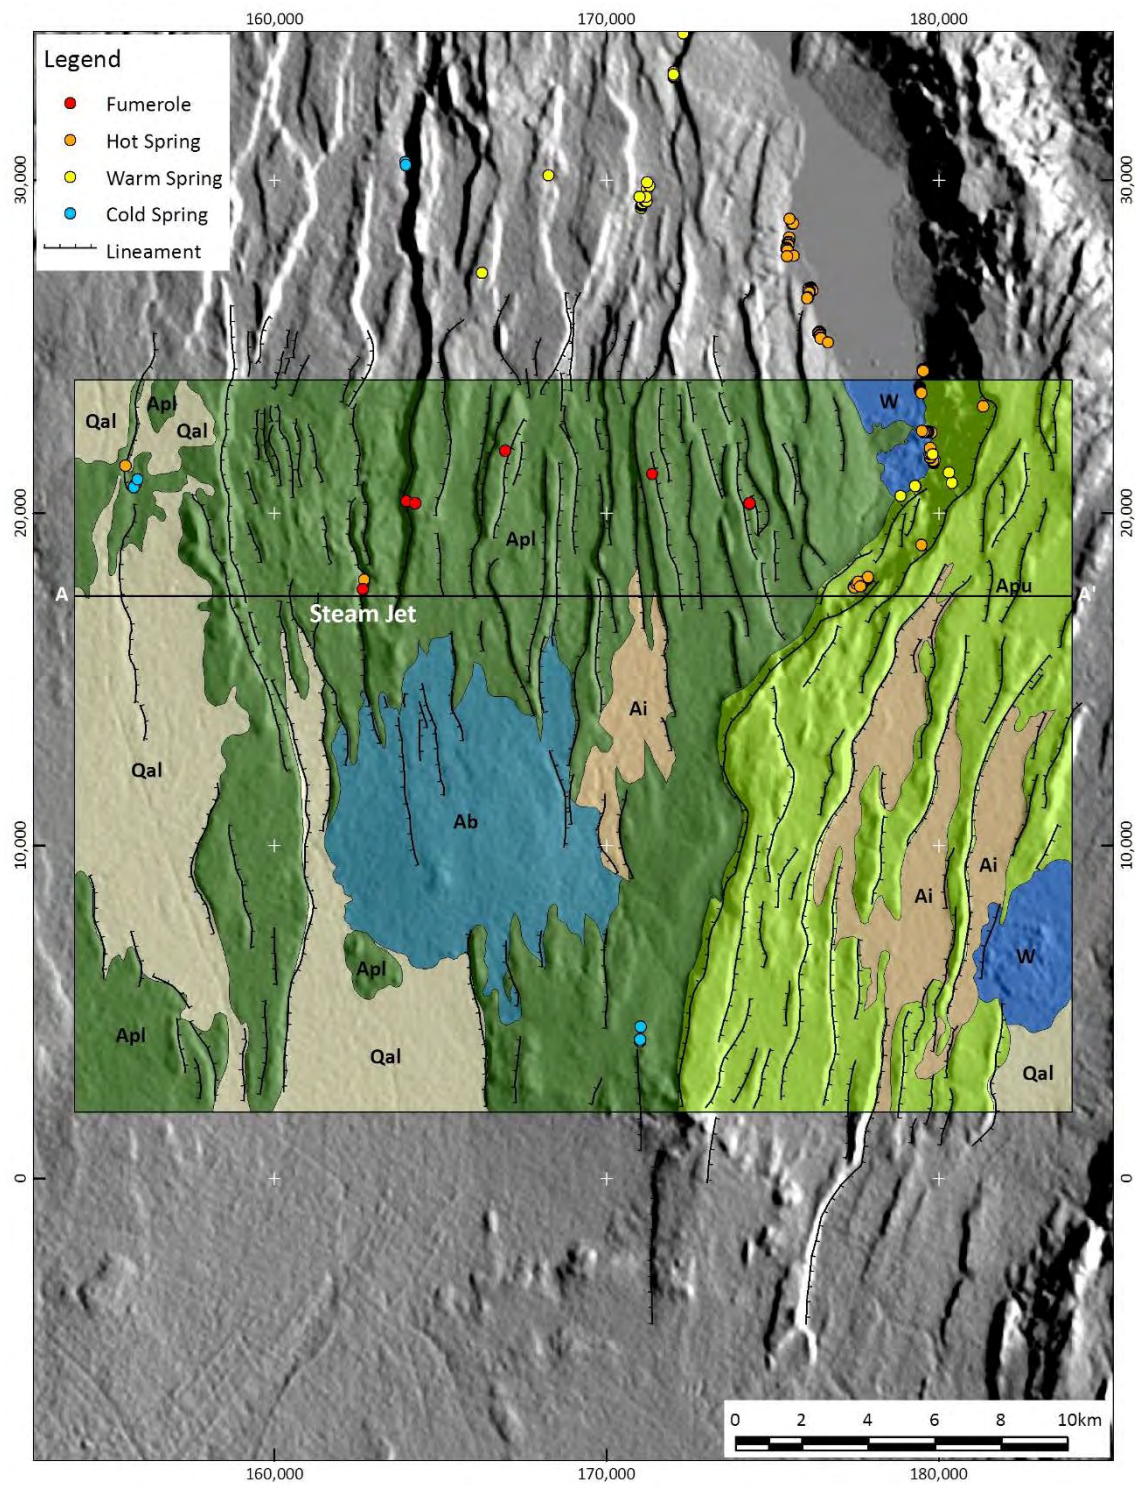 160,000 170,000 180,000
Legend
Fumerole
Hot Spring
Warm Spring
Cold Spring
Lineament
30,000 30,000
Qal Apl Qal W
20,000 20,000
Apl
Apu
A A'
Steam Jet
Ai
Qal Qal
Ab
10,000 10,000
Ai
Ai
W
Apl
Apl
Qal
Qal
0 0
0 2 4 6 8 10km
160,000 170,000 180,000